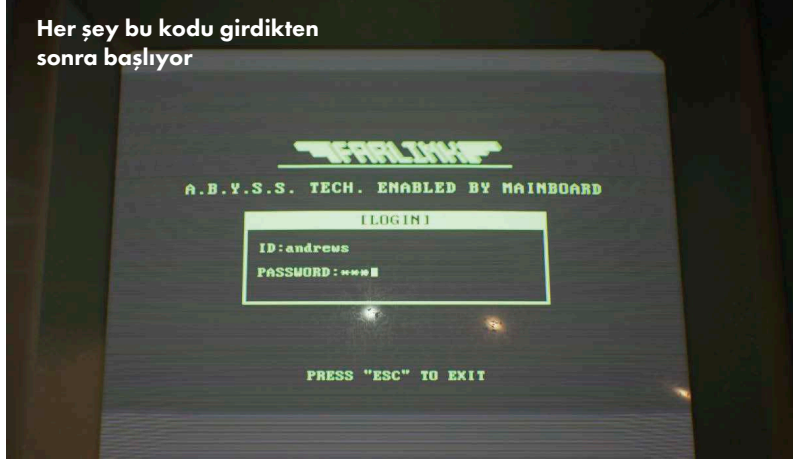 Her şey bu kodu girdikten
sonra başlıyor
FARLINK
A.B.Y.S.S. TECH. ENABLED BY MAINBOARD
[LOGIN]
ID:andrews
PASSWORD:***
PRESS "ESC" TO EXIT